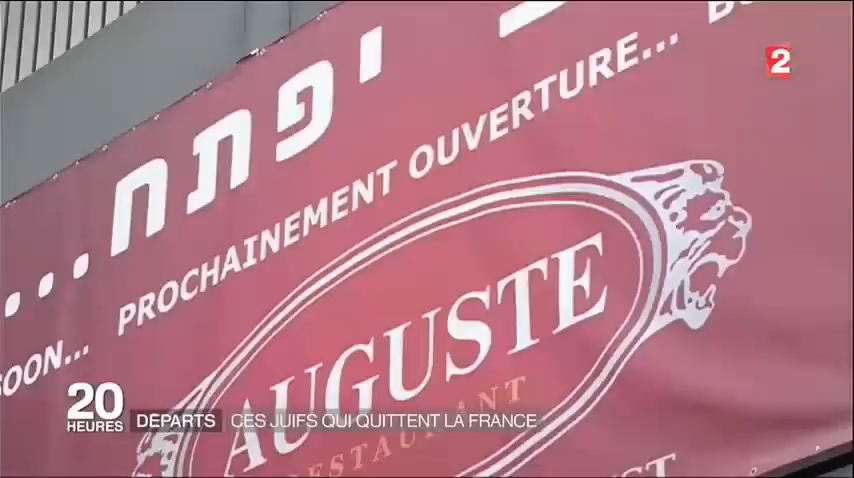 יפתח...
2
PROCHAINEMENT OUVERTURE...
SOON...
AUGUSTE
RESTAURANT
20
HEURES
DÉPARTS
CES JUIFS QUI QUITTENT LA FRANCE